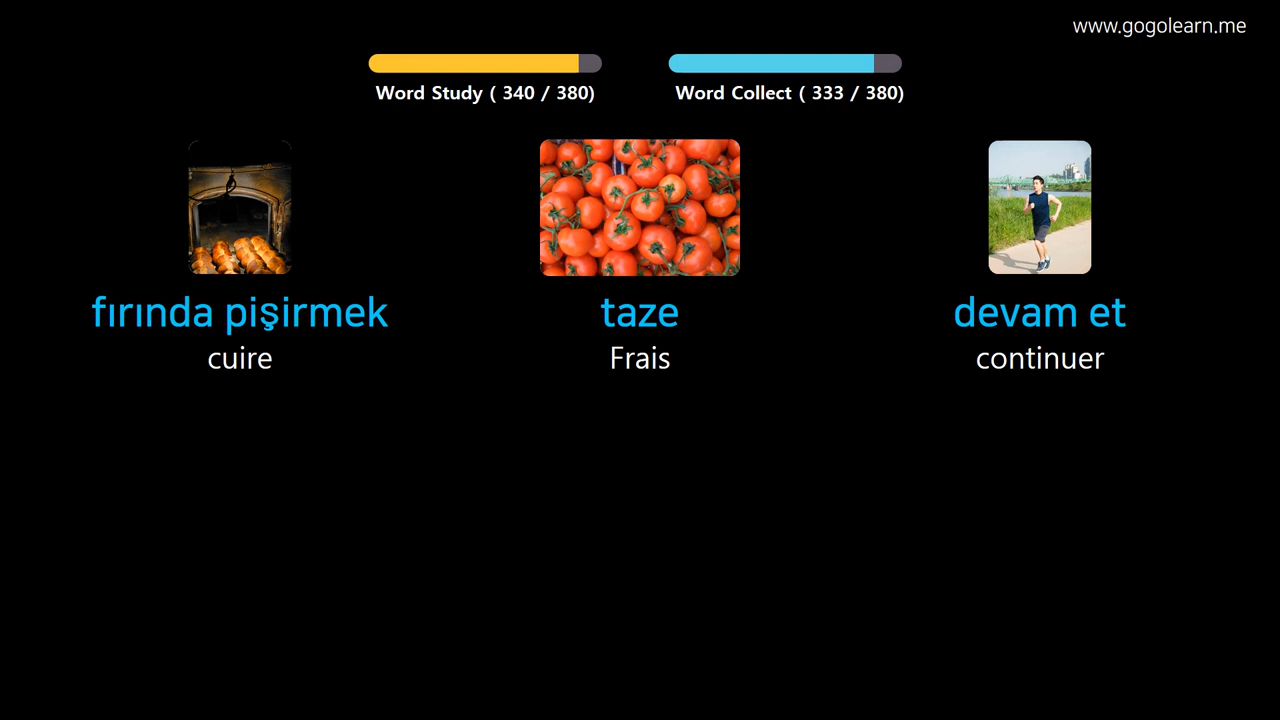 www.gogolearn.me
Word Study ( 340 / 380)
Word Collect ( 333 / 380)
fırında pişirmek
taze
devam et
cuire
Frais
continuer